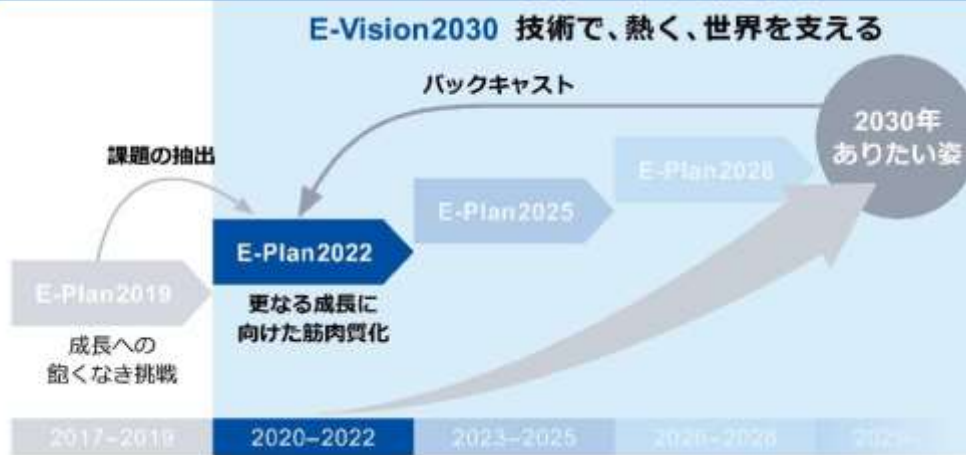 E-Vision2030 技術で、熱く、世界を支える
バックキャスト
2030年
ありたい姿
課題の抽出
E-Plan2028
E-Plan2025
E-Plan2022
E-Plan2019
更なる成長に
向けた筋肉質化
成長への
飽くなき挑戦
2017–2019
2020–2022
2023–2025
2026–2028